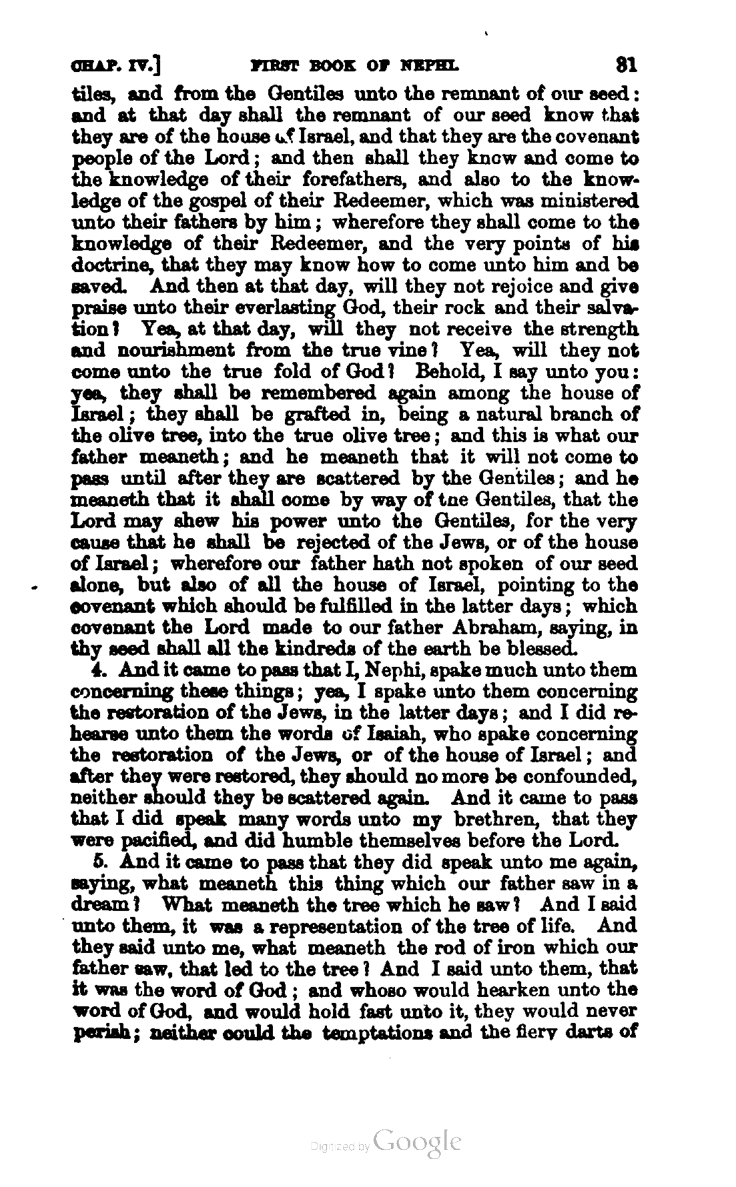 CHAP. IV.] FIRST BOOK OF NEPHI. 31
tiles, and from the Gentiles unto the remnant of our seed:
and at that day shall the remnant of our seed know that
they are of the house of Israel, and that they are the covenant
people of the Lord; and then shall they know and come to
the knowledge of their forefathers, and also to the know-
ledge of the gospel of their Redeemer, which was ministered
unto their fathers by him; wherefore they shall come to the
knowledge of their Redeemer, and the very points of his
doctrine, that they may know how to come unto him and be
saved. And then at that day, will they not rejoice and give
praise unto their everlasting God, their rock and their salva-
tion? Yea, at that day, will they not receive the strength
and nourishment from the true vine? Yea, will they not
come unto the true fold of God? Behold, I say unto you:
yea, they shall be remembered again among the house of
Israel; they shall be grafted in, being a natural branch of
the olive tree, into the true olive tree; and this is what our
father meaneth; and he meaneth that it will not come to
pass until after they are scattered by the Gentiles; and he
meaneth that it shall come by way of the Gentiles, that the
Lord may shew his power unto the Gentiles, for the very
cause that he shall be rejected of the Jews, or of the house
of Israel; wherefore our father hath not spoken of our seed
alone, but also of all the house of Israel, pointing to the
covenant which should be fulfilled in the latter days; which
covenant the Lord made to our father Abraham, saying, in
thy seed shall all the kindreds of the earth be blessed.
4. And it came to pass that I, Nephi, spake much unto them
concerning these things; yea, I spake unto them concerning
the restoration of the Jews, in the latter days; and I did re-
hearse unto them the words of Isaiah, who spake concerning
the restoration of the Jews, or of the house of Israel; and
after they were restored, they should no more be confounded,
neither should they be scattered again. And it came to pass
that I did speak many words unto my brethren, that they
were pacified, and did humble themselves before the Lord.
5. And it came to pass that they did speak unto me again,
saying, what meaneth this thing which our father saw in a
dream? What meaneth the tree which he saw? And I said
unto them, it was a representation of the tree of life. And
they said unto me, what meaneth the rod of iron which our
father saw, that led to the tree? And I said unto them, that
it was the word of God; and whoso would hearken unto the
word of God, and would hold fast unto it, they would never
perish; neither could the temptations and the fiery darts of
Digitized by Google